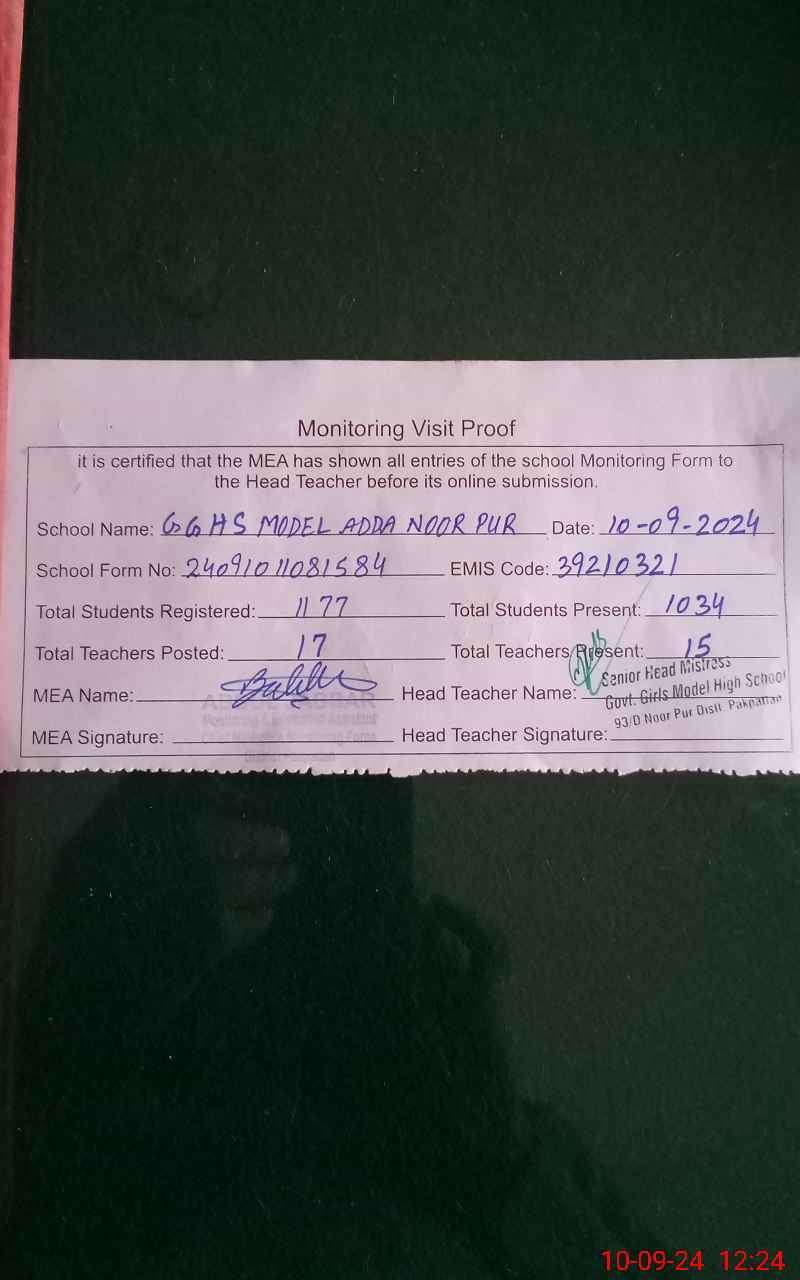 Monitoring Visit Proof
it is certified that the MEA has shown all entries of the school Monitoring Form to
the Head Teacher before its online submission.
School Name: GGHS MODEL ADDA NOOR PUR Date: 10-09-2024
School Form No: 24091011081584 EMIS Code: 39210321
Total Students Registered: 1177 Total Students Present: 1034
Total Teachers Posted: 17 Total Teachers Present: 15
MEA Name: Head Teacher Name: Senior Head Mistress
Govt. Girls Model High School
93/D Noor Pur Distt. Pakpattan
MEA Signature: Head Teacher Signature:
10-09-24 12:24